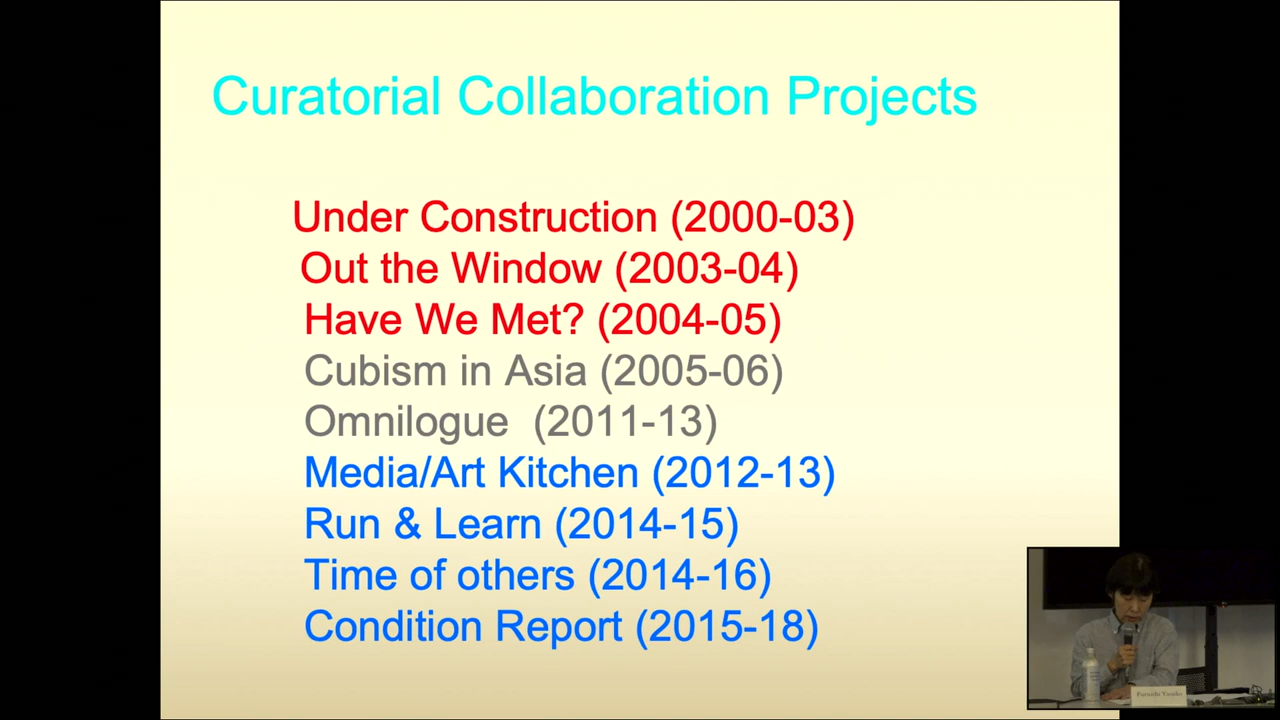 Curatorial Collaboration Projects
Under Construction (2000-03)
Out the Window (2003-04)
Have We Met? (2004-05)
Cubism in Asia (2005-06)
Omnilogue (2011-13)
Media/Art Kitchen (2012-13)
Run & Learn (2014-15)
Time of others (2014-16)
Condition Report (2015-18)